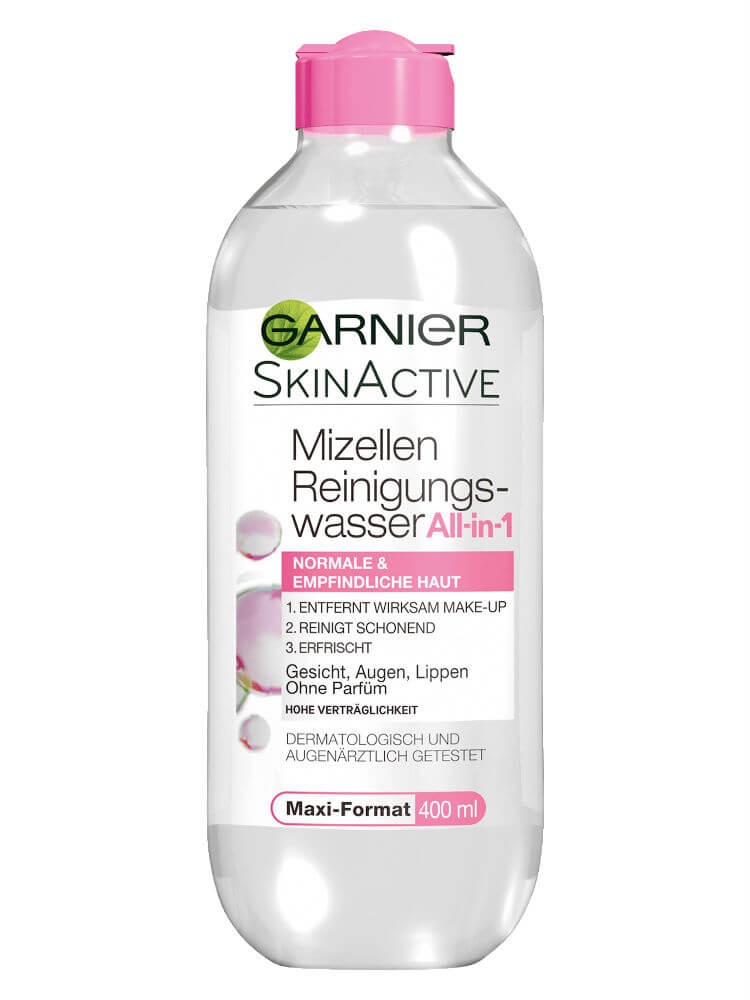 GARNIER
SKINACTIVE
Mizellen
Reinigungs-
wasser All-in-1
NORMALE &
EMPFINDLICHE HAUT
1. ENTFERNT WIRKSAM MAKE-UP
2. REINIGT SCHONEND
3. ERFRISCHT
Gesicht, Augen, Lippen
Ohne Parfüm
HOHE VERTRÄGLICHKEIT
DERMATOLOGISCH UND
AUGENÄRZTLICH GETESTET
Maxi-Format 400 ml